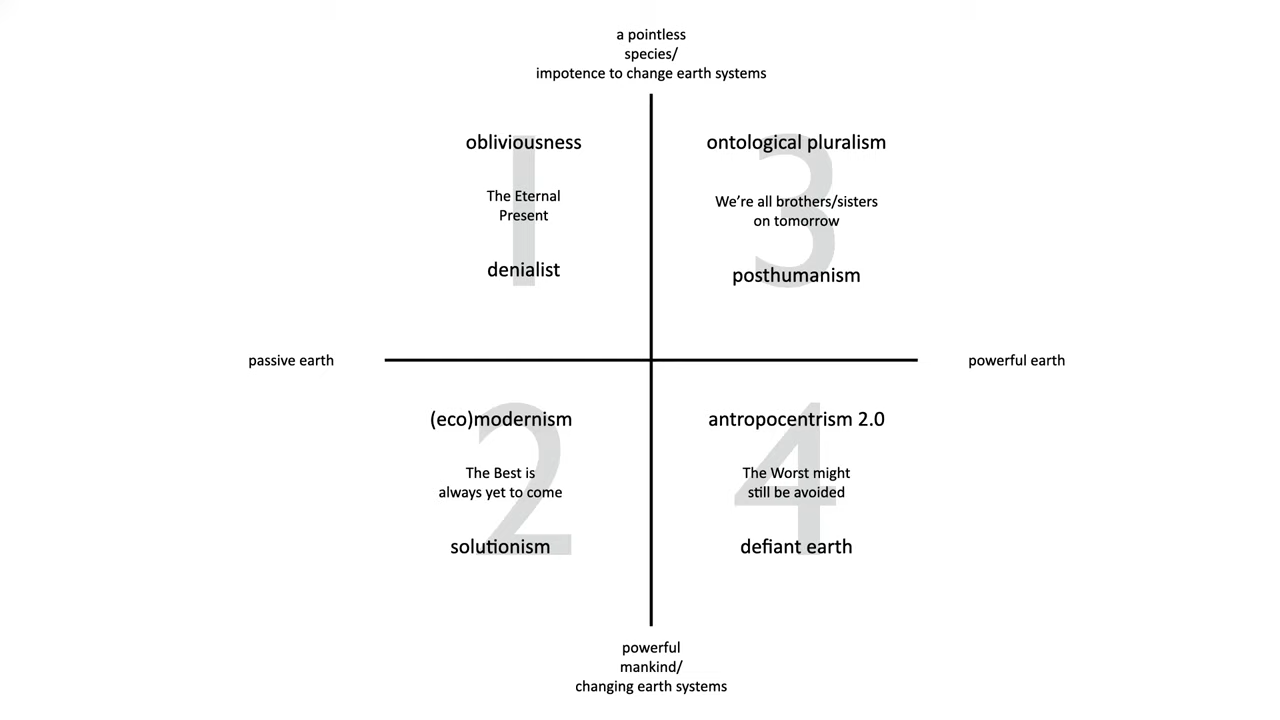 a pointless
species/
impotence to change earth systems
1
obliviousness
The Eternal
Present
denialist
3
ontological pluralism
We’re all brothers/sisters
on tomorrow
posthumanism
passive earth
powerful earth
2
(eco)modernism
The Best is
always yet to come
solutionism
4
antropocentrism 2.0
The Worst might
still be avoided
defiant earth
powerful
mankind/
changing earth systems